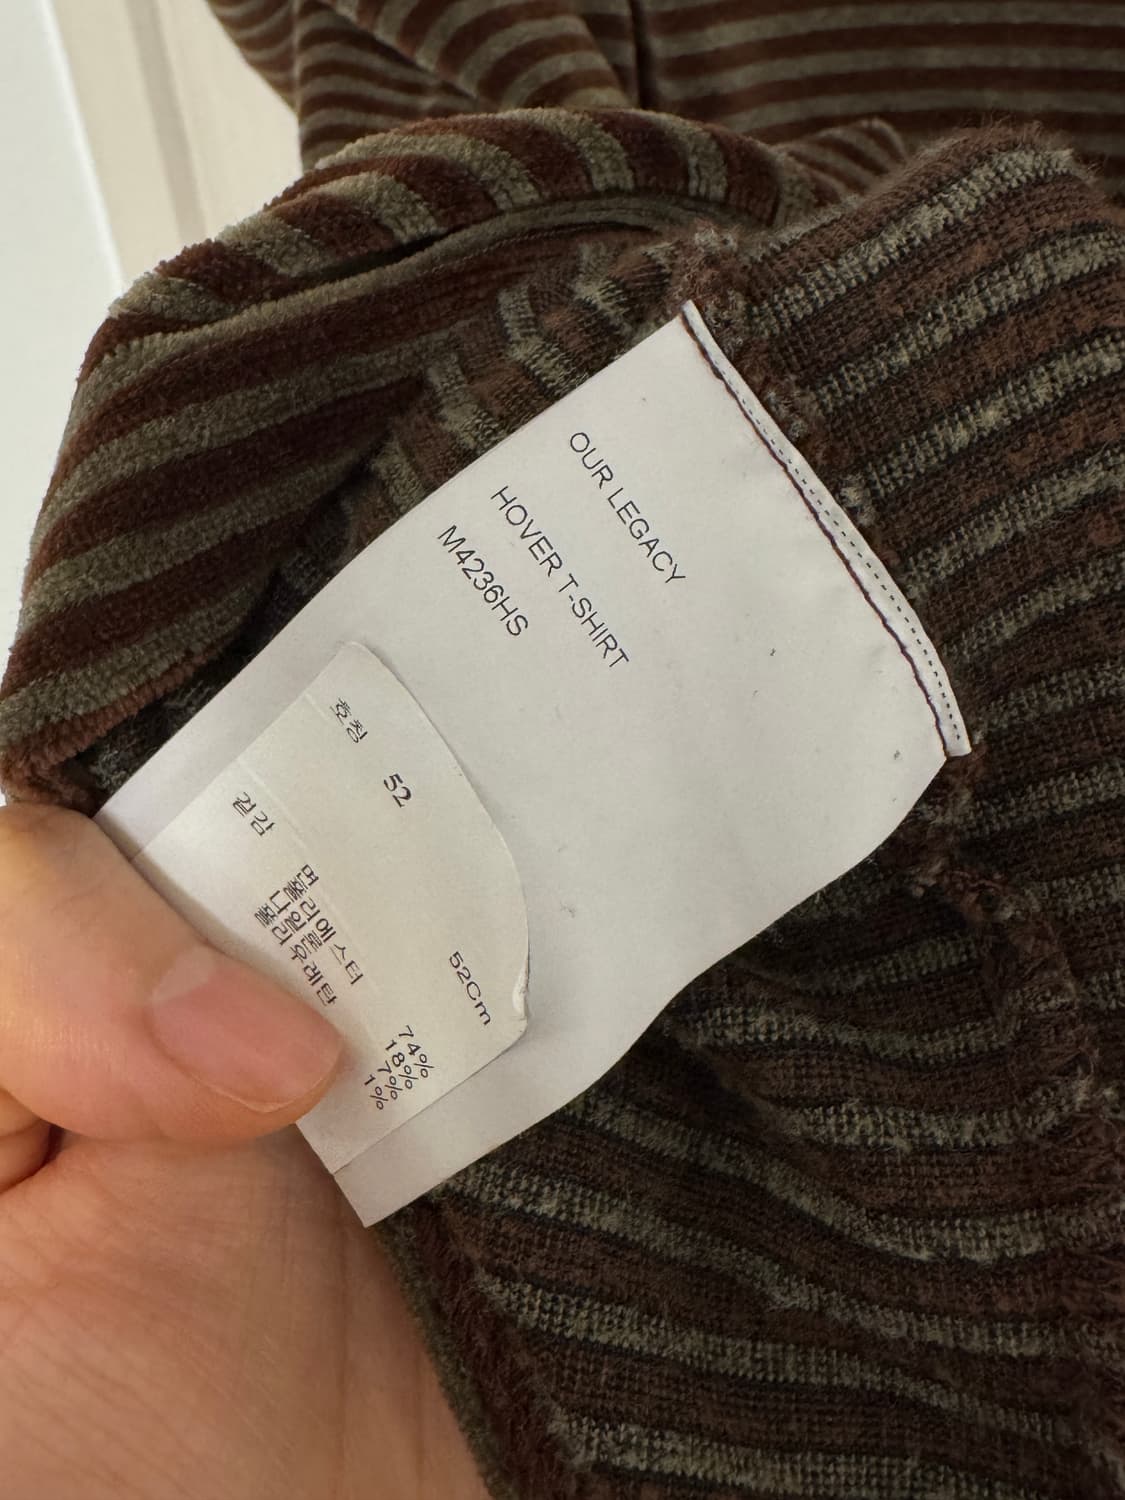 OUR LEGACY
HOVER T-SHIRT
M4236HS
호칭 52 52Cm
겉감 면 74%
폴리에스터 18%
나일론 7%
폴리우레탄 1%